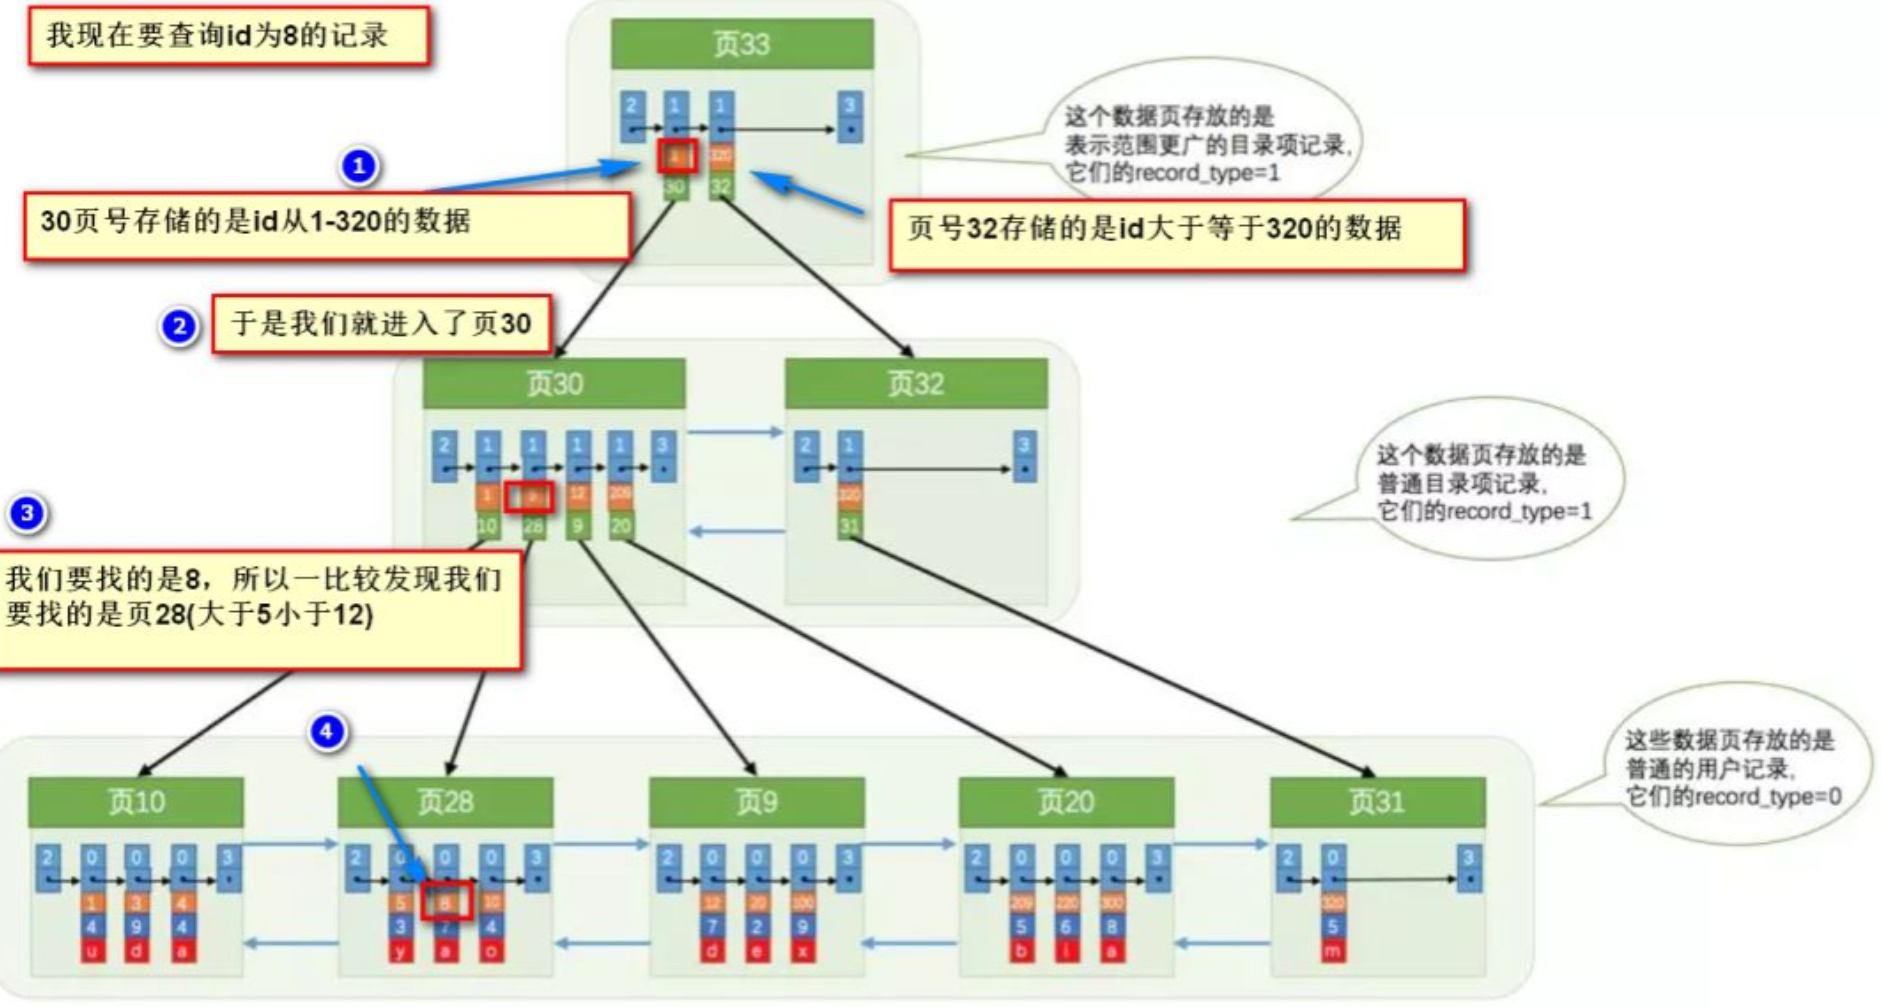 我现在要查询id为8的记录
页33
2 1 1 3
1 320
30 32
这个数据页存放的是
表示范围更广的目录项记录,
它们的record_type=1
1
30页号存储的是id从1-320的数据
页号32存储的是id大于等于320的数据
2
于是我们就进入了页30
页30
2 1 1 1 1 3
1 5 12 209
10 28 9 20
页32
2 1 3
320
31
这个数据页存放的是
普通目录项记录,
它们的record_type=1
3
我们要找的是8，所以一比较发现我们
要找的是页28(大于5小于12)
4
页10
2 0 0 0 3
1 3 4
4 9 4
u d a
页28
2 0 0 0 3
5 8 10
3 7 4
y a o
页9
2 0 0 0 3
12 20 100
7 2 9
d e x
页20
2 0 0 0 3
209 220 300
5 6 8
b i a
页31
2 0 3
320
5
m
这些数据页存放的是
普通的用户记录,
它们的record_type=0